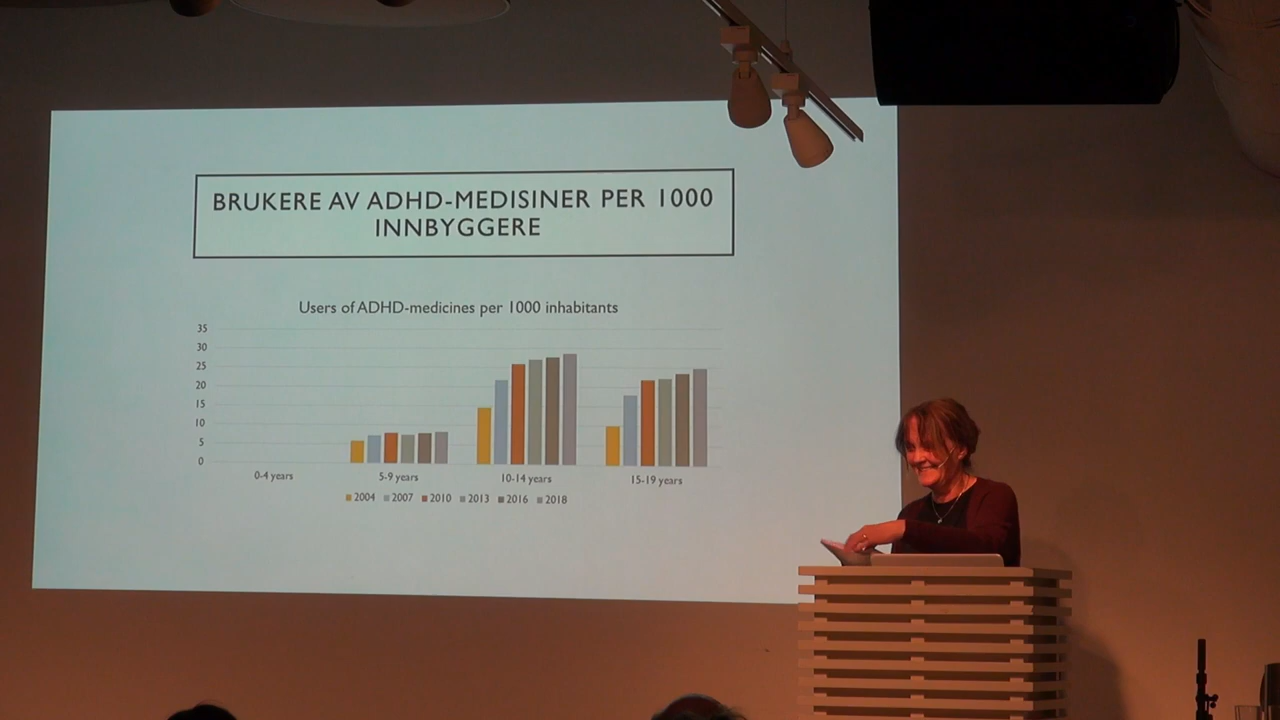 BRUKERE AV ADHD-MEDISINER PER 1000
INNBYGGERE
Users of ADHD-medicines per 1000 inhabitants
35
30
25
20
15
10
5
0
0-4 years 5-9 years 10-14 years 15-19 years
2004 2007 2010 2013 2016 2018